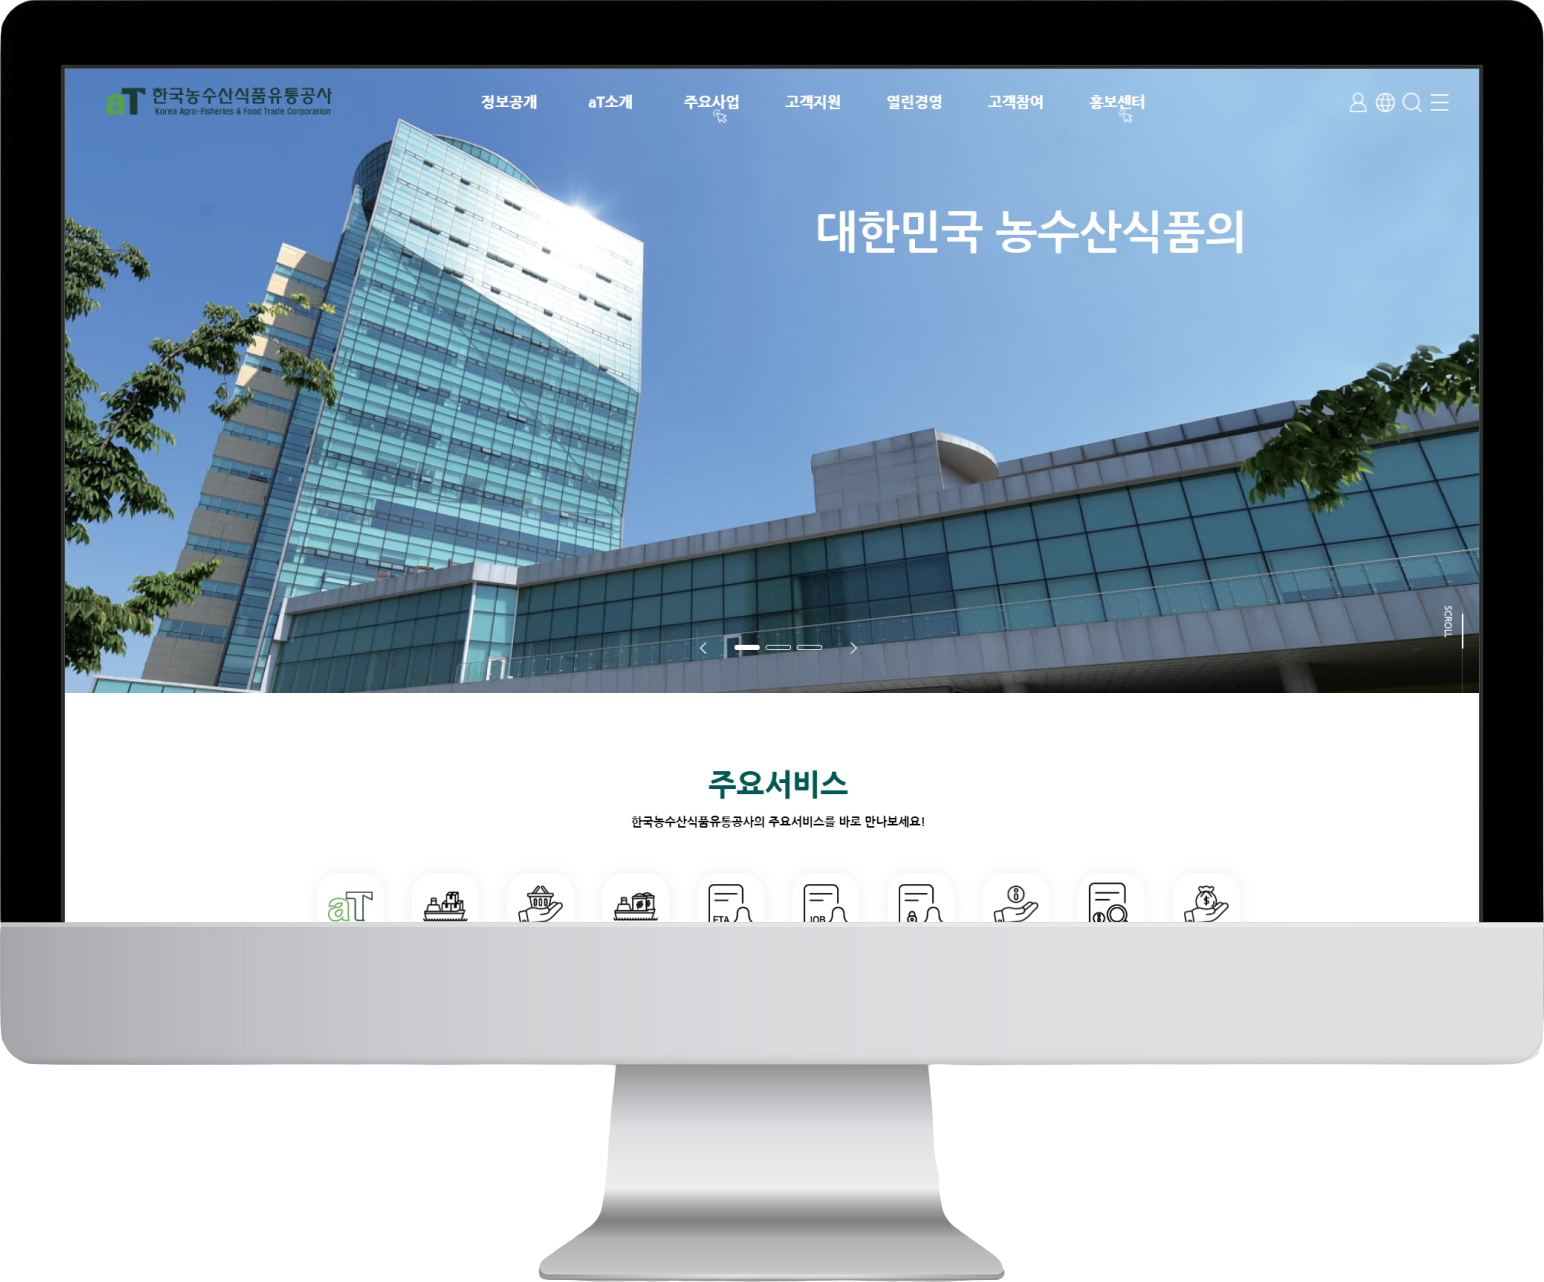 aT 한국농수산식품유통공사
Korea Agro-Fisheries & Food Trade Corporation
정보공개 aT소개 주요사업 고객지원 열린경영 고객참여 홍보센터
대한민국 농수산식품의
SCROLL
주요서비스
한국농수산식품유통공사의 주요서비스를 바로 만나보세요!
aT
FTA
JOB